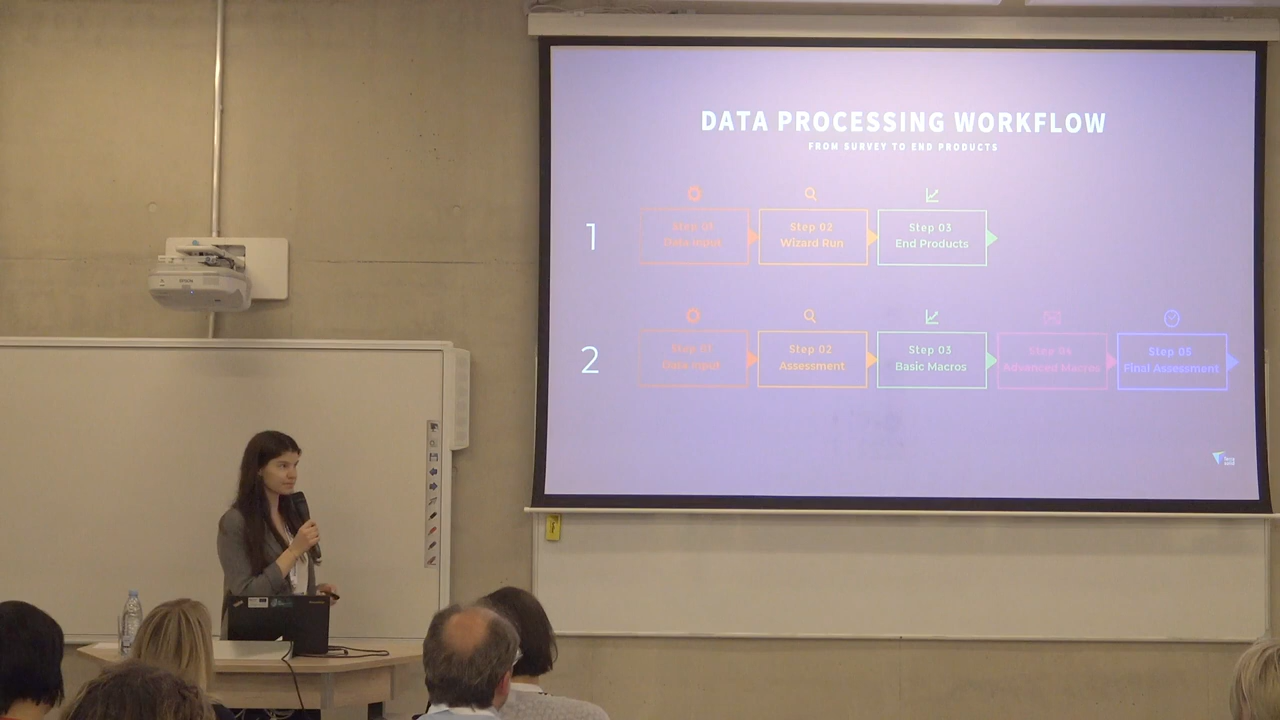 DATA PROCESSING WORKFLOW
FROM SURVEY TO END PRODUCTS
1
Step 01
Data Input
Step 02
Wizard Run
Step 03
End Products
2
Step 01
Data Input
Step 02
Assessment
Step 03
Basic Macros
Step 04
Advanced Macros
Step 05
Final Assessment
EPSON